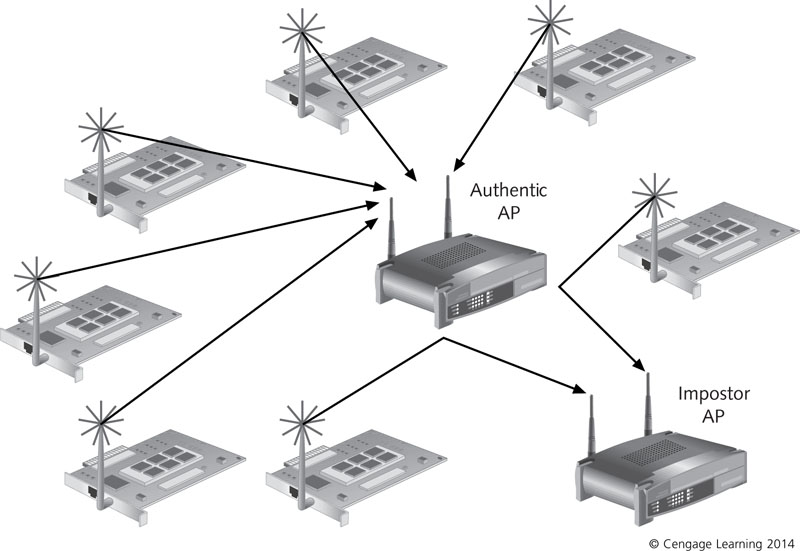 Authentic
AP
Impostor
AP
© Cengage Learning 2014